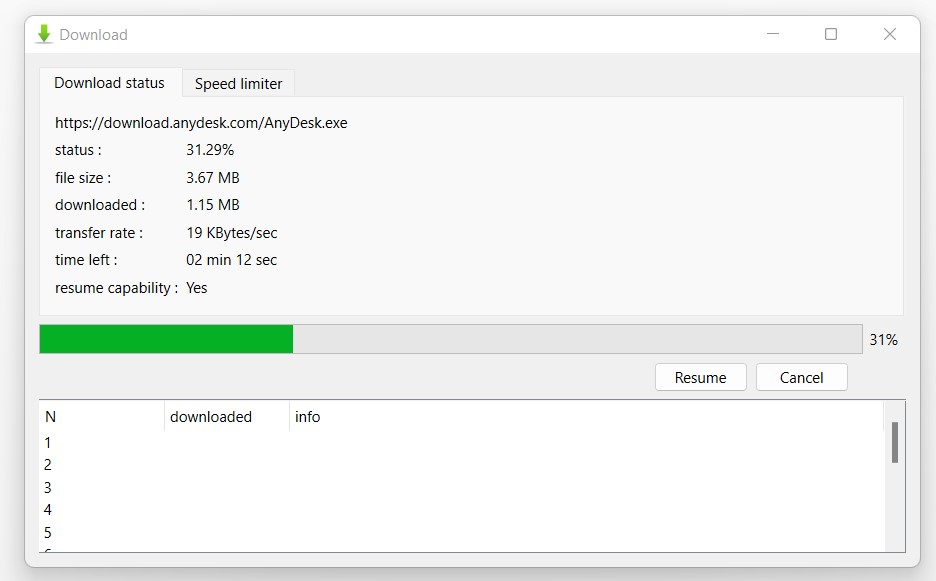 Download
Download status Speed limiter
https://download.anydesk.com/AnyDesk.exe
status : 31.29%
file size : 3.67 MB
downloaded : 1.15 MB
transfer rate : 19 KBytes/sec
time left : 02 min 12 sec
resume capability : Yes
31%
Resume Cancel
N downloaded info
1
2
3
4
5